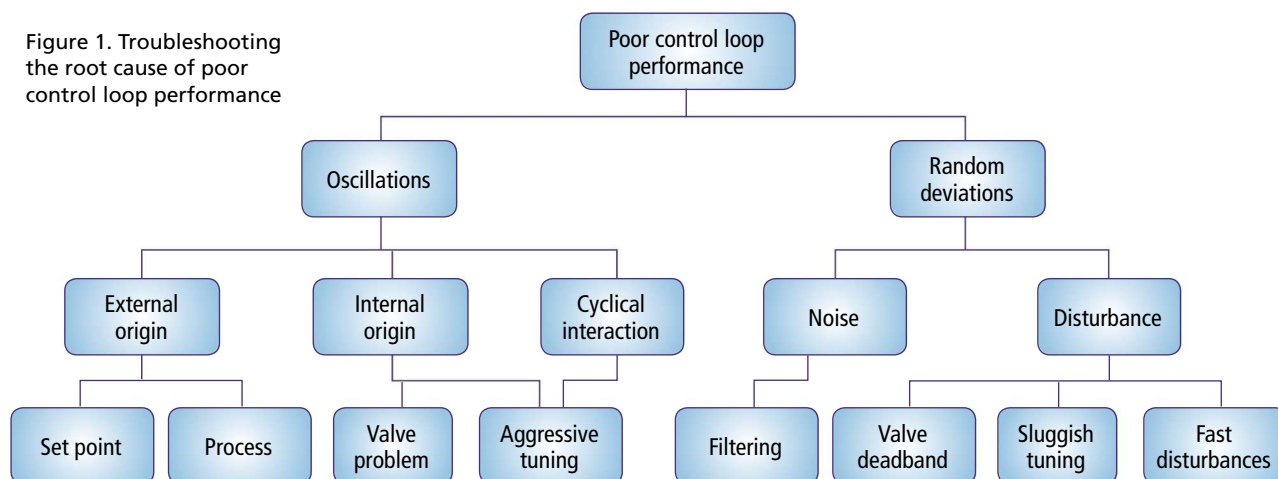 Figure 1. Troubleshooting
the root cause of poor
control loop performance
Poor control loop
performance
Oscillations
Random
deviations
External
origin
Internal
origin
Cyclical
interaction
Noise
Disturbance
Set point
Process
Valve
problem
Aggressive
tuning
Filtering
Valve
deadband
Sluggish
tuning
Fast
disturbances